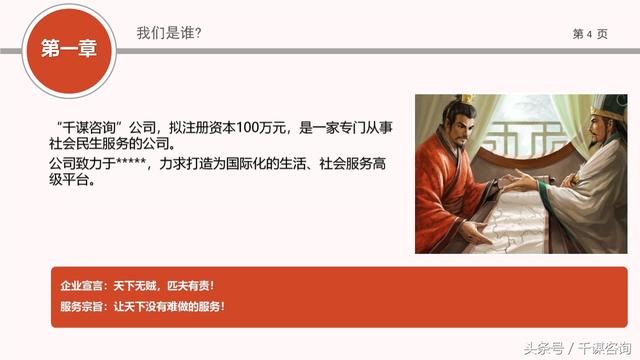 第一章
我们是谁?
第 4 页
“千谋咨询”公司，拟注册资本100万元，是一家专门从事
社会民生服务的公司。
公司致力于*****，力求打造为国际化的生活、社会服务高
级平台。
企业宣言：天下无贼，匹夫有责！
服务宗旨：让天下没有难做的服务！
头条号／千谋咨询